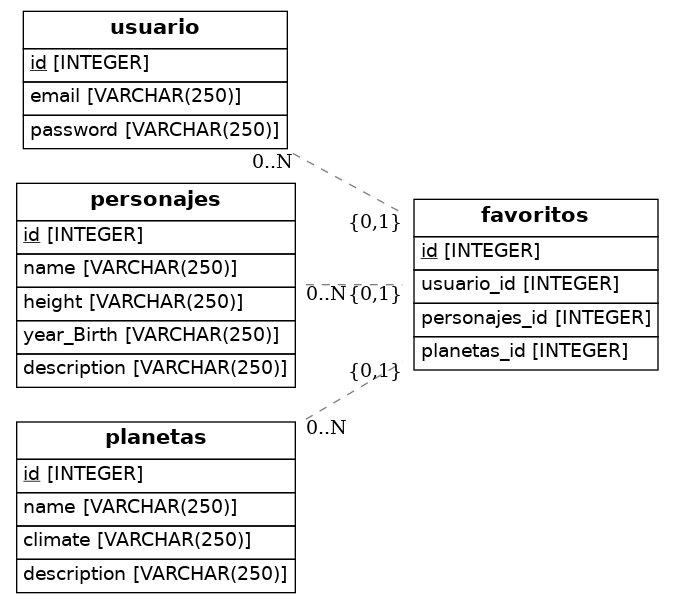 usuario
id [INTEGER]
email [VARCHAR(250)]
password [VARCHAR(250)]
0..N
{0,1}
personajes
id [INTEGER]
name [VARCHAR(250)]
height [VARCHAR(250)]
year_Birth [VARCHAR(250)]
description [VARCHAR(250)]
0..N
{0,1}
favoritos
id [INTEGER]
usuario_id [INTEGER]
personajes_id [INTEGER]
planetas_id [INTEGER]
{0,1}
0..N
planetas
id [INTEGER]
name [VARCHAR(250)]
climate [VARCHAR(250)]
description [VARCHAR(250)]